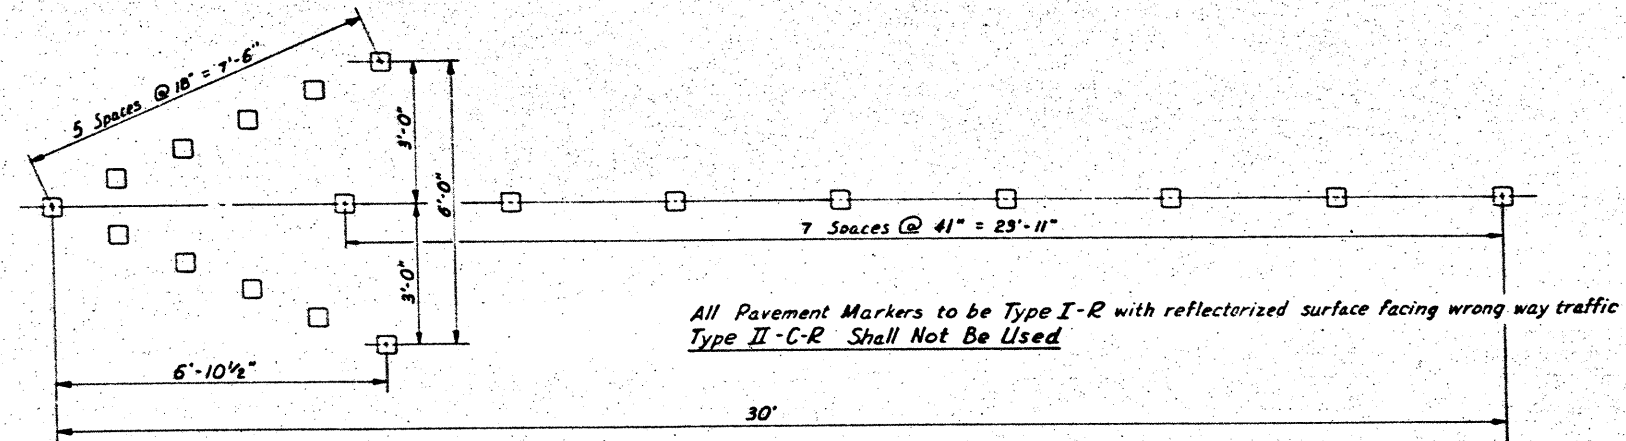 5 Spaces @ 18" = 7'-6"
3'-0"
6'-0"
3'-0"
7 Spaces @ 41" = 23'-11"
All Pavement Markers to be Type I-R with reflectorized surface facing wrong way traffic
Type II-C-R Shall Not Be Used
6'-10½"
30'